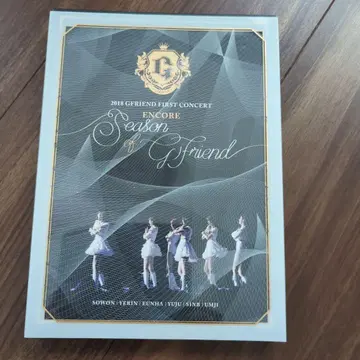 G
2018 GFRIEND FIRST CONCERT
ENCORE
Season
of Gfriend
SOWON | YERIN | EUNHA | YUJU | SINB | UMJI